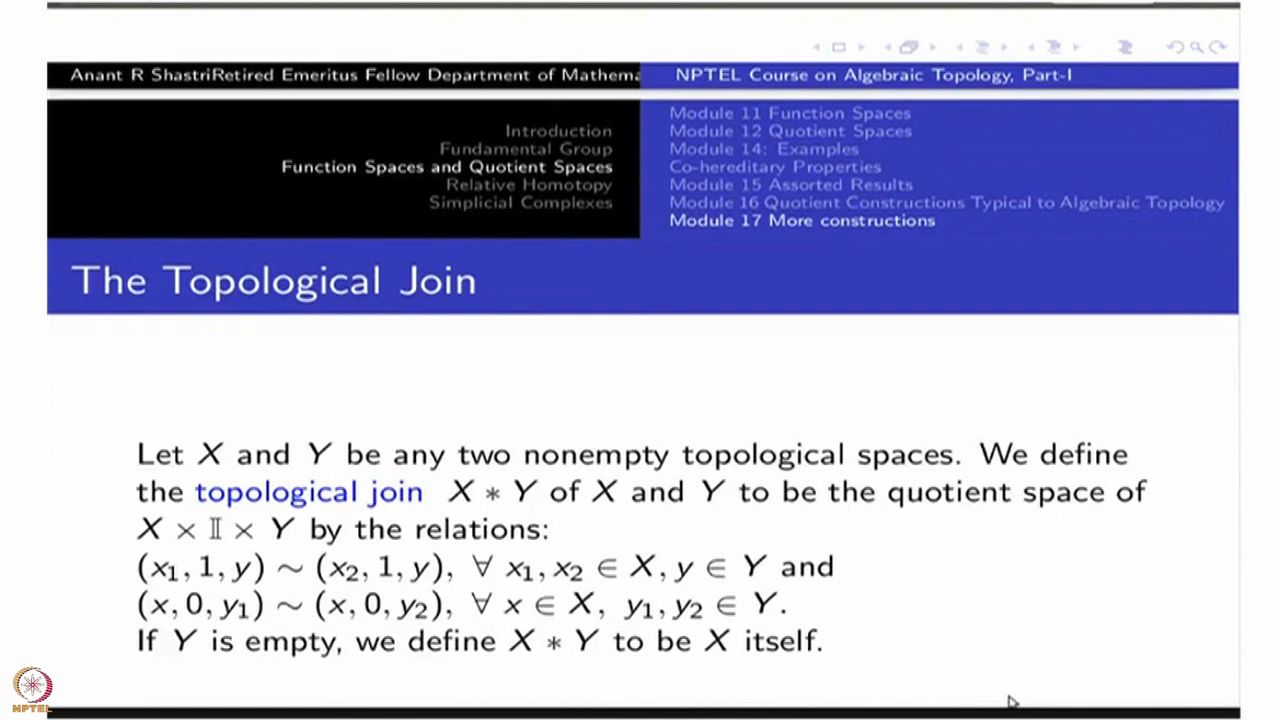 Anant R ShastriRetired Emeritus Fellow Department of Mathema
NPTEL Course on Algebraic Topology, Part-I
Introduction
Fundamental Group
Function Spaces and Quotient Spaces
Relative Homotopy
Simplicial Complexes
Module 11 Function Spaces
Module 12 Quotient Spaces
Module 14: Examples
Co-hereditary Properties
Module 15 Assorted Results
Module 16 Quotient Constructions Typical to Algebraic Topology
Module 17 More constructions
The Topological Join
Let X and Y be any two nonempty topological spaces. We define
the topological join X ∗ Y of X and Y to be the quotient space of
X × 𝕀 × Y by the relations:
(x₁, 1, y) ∼ (x₂, 1, y), ∀ x₁, x₂ ∈ X, y ∈ Y and
(x, 0, y₁) ∼ (x, 0, y₂), ∀ x ∈ X, y₁, y₂ ∈ Y.
If Y is empty, we define X ∗ Y to be X itself.
NPTEL